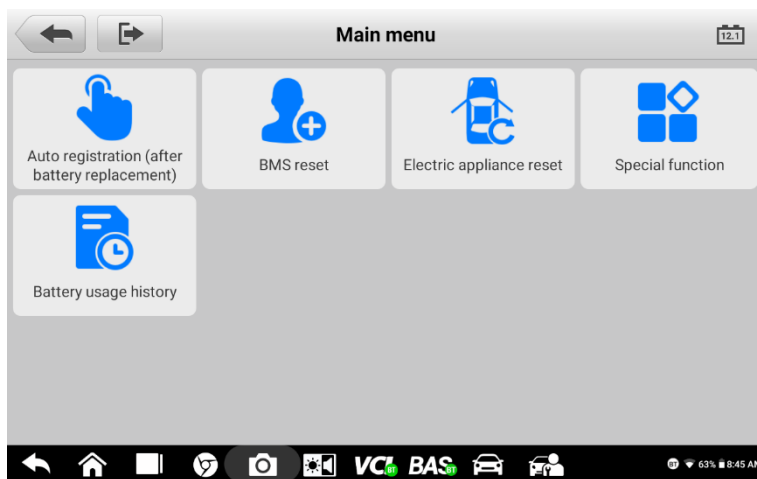 Main menu
12.1
Auto registration (after
battery replacement)
BMS reset
Electric appliance reset
Special function
Battery usage history
VCI
BT
BAS
BT
BT
63%
8:45 AM